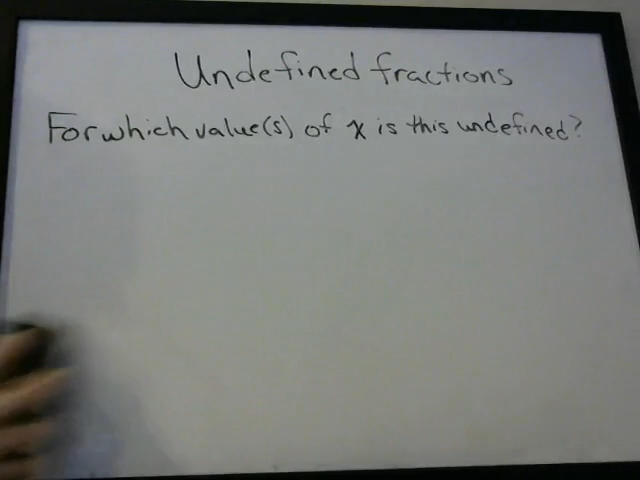 Undefined fractions
For which value(s) of x is this undefined?